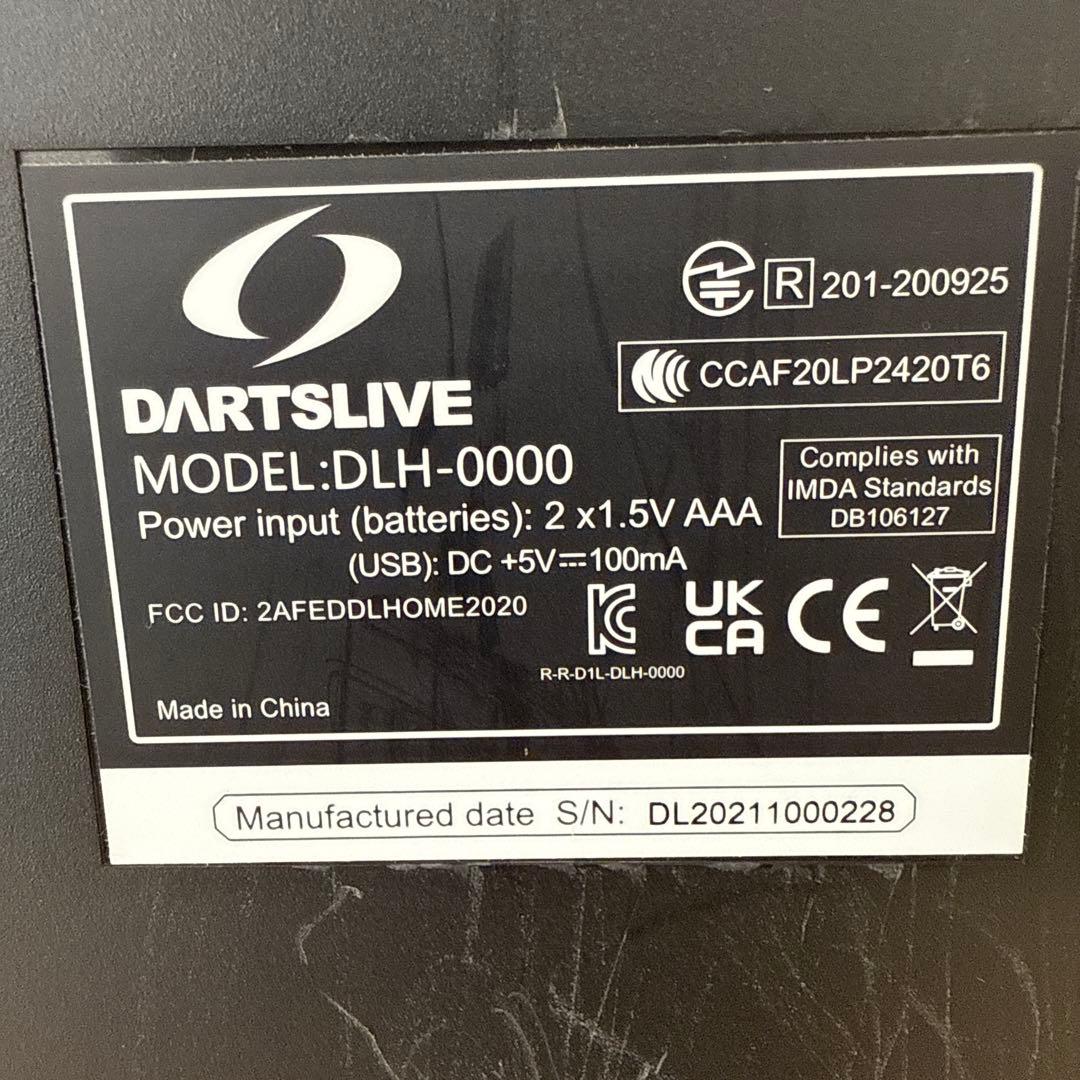 DARTSLIVE
MODEL:DLH-0000
Power input (batteries): 2 x1.5V AAA
(USB): DC +5V⎓100mA
FCC ID: 2AFEDDLHOME2020
R 201-200925
CCAF20LP2420T6
Complies with
IMDA Standards
DB106127
UK
CA
CE
R-R-D1L-DLH-0000
Made in China
Manufactured date S/N: DL20211000228